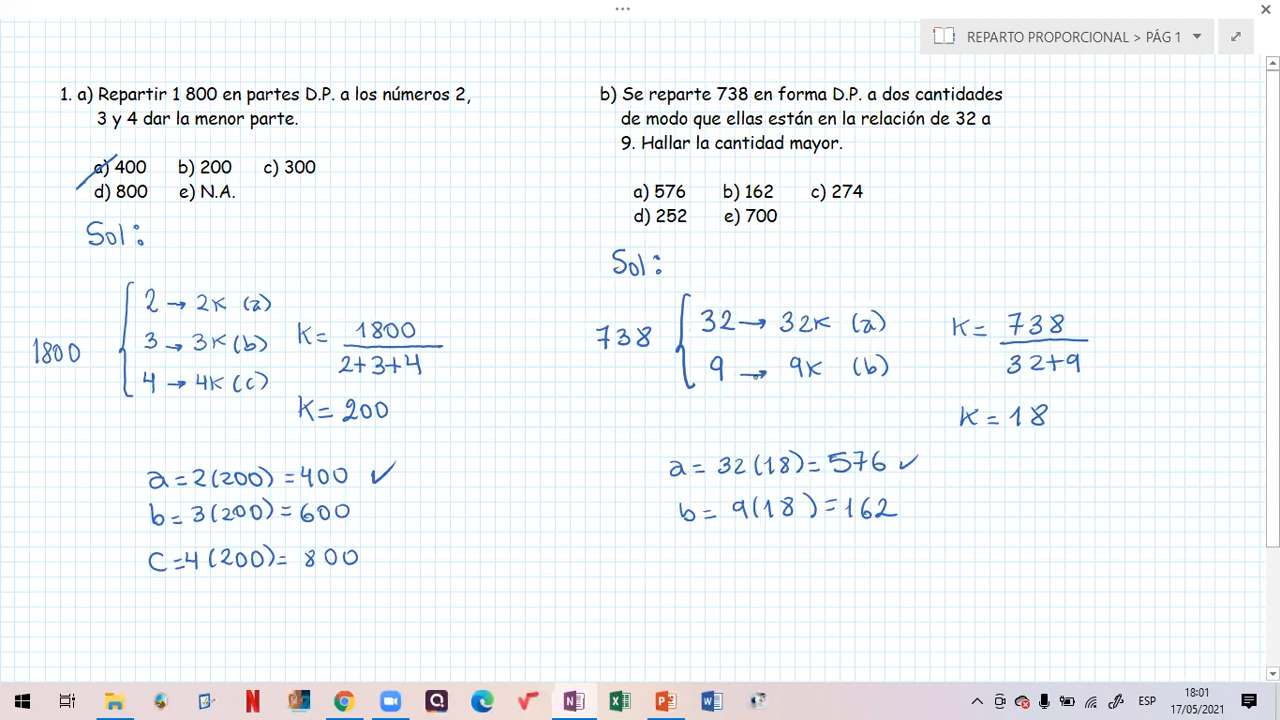 REPARTO PROPORCIONAL > PÁG 1
1. a) Repartir 1 800 en partes D.P. a los números 2,
3 y 4 dar la menor parte.
a) 400 b) 200 c) 300
d) 800 e) N.A.
Sol:
1800
2 → 2K (a)
3 → 3K (b)
4 → 4K (c)
K = 1800
2+3+4
K = 200
a = 2(200) = 400 ✓
b = 3(200) = 600
C = 4(200) = 800
b) Se reparte 738 en forma D.P. a dos cantidades
de modo que ellas están en la relación de 32 a
9. Hallar la cantidad mayor.
a) 576 b) 162 c) 274
d) 252 e) 700
Sol:
738
32 → 32K (a)
9 → 9K (b)
K = 738
32+9
K = 18
a = 32(18) = 576 ✓
b = 9(18) = 162
ESP
8:01
17/05/2021